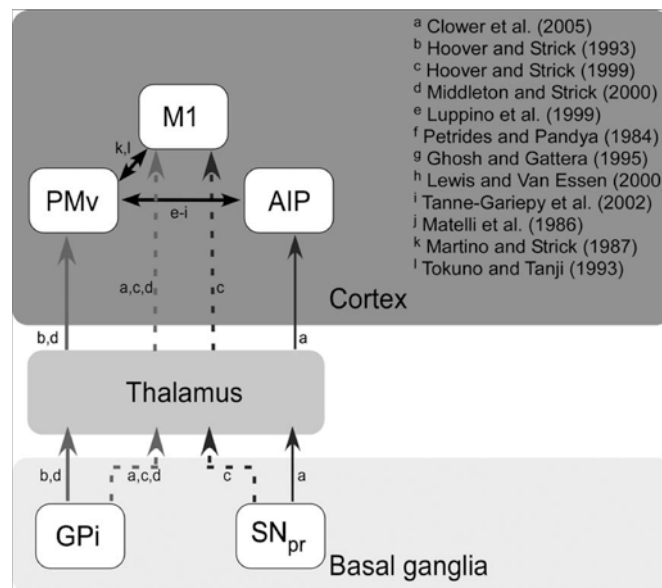 a Clower et al. (2005)
b Hoover and Strick (1993)
c Hoover and Strick (1999)
d Middleton and Strick (2000)
e Luppino et al. (1999)
f Petrides and Pandya (1984)
g Ghosh and Gattera (1995)
h Lewis and Van Essen (2000
i Tanne-Gariepy et al. (2002)
j Matelli et al. (1986)
k Martino and Strick (1987)
l Tokuno and Tanji (1993)
M1
k,l
PMv
AIP
e-i
a,c,d
c
Cortex
b,d
a
Thalamus
b,d
a,c,d
c
a
GPi
SNpr
Basal ganglia